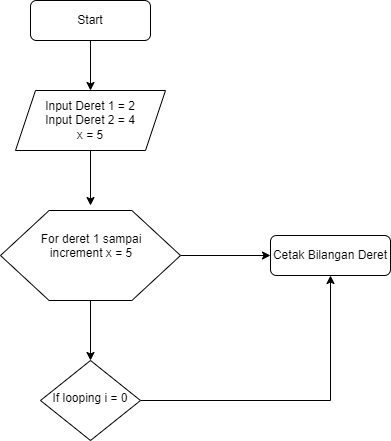 Start
Input Deret 1 = 2
Input Deret 2 = 4
x = 5
For deret 1 sampai
increment x = 5
Cetak Bilangan Deret
If looping i = 0